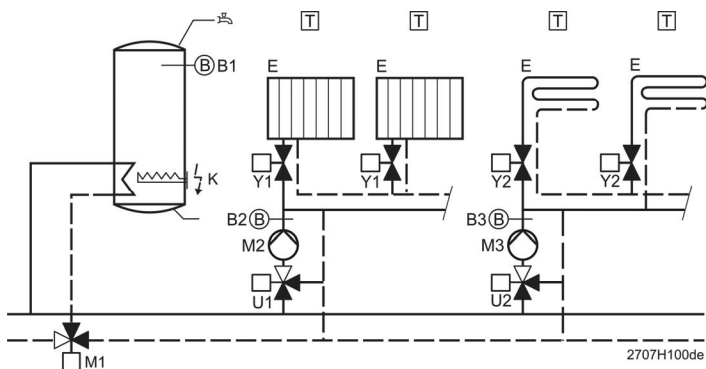 T T T T
B B1
E E E E
K
Y1 Y1 Y2 Y2
B2 B B3 B
M2 M3
U1 U2
2707H100de
M1